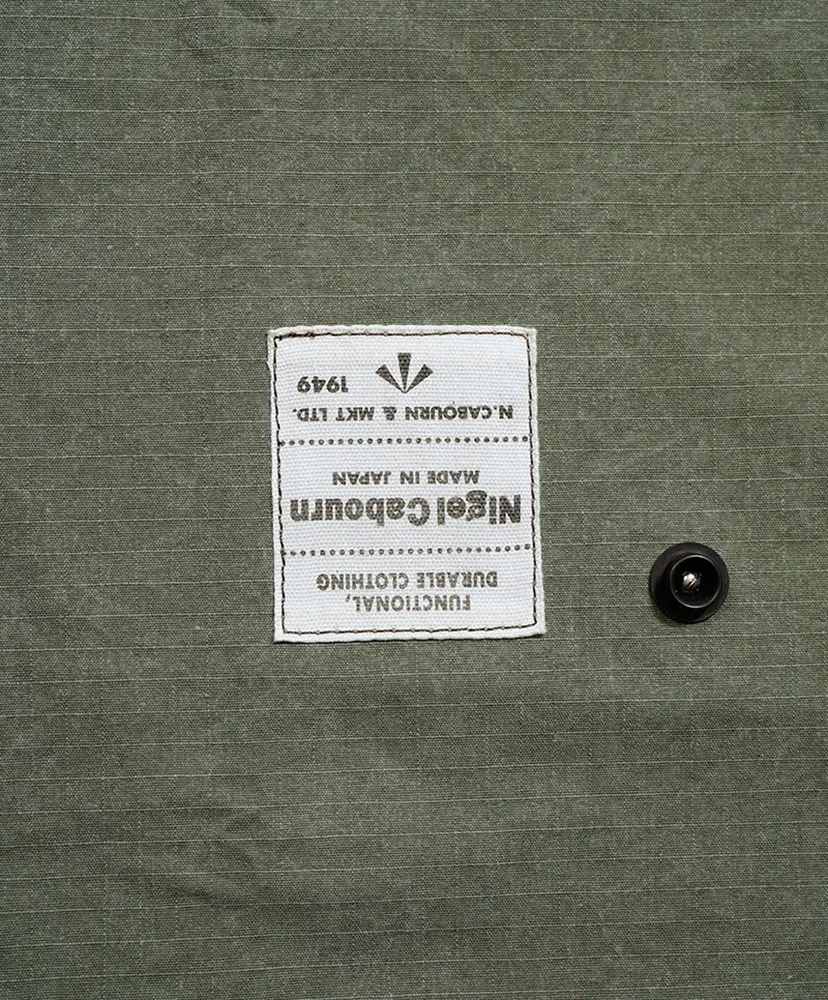 FUNCTIONAL,
DURABLE CLOTHING
Nigel Cabourn
MADE IN JAPAN
N.CABOURN & MKT LTD.
1949